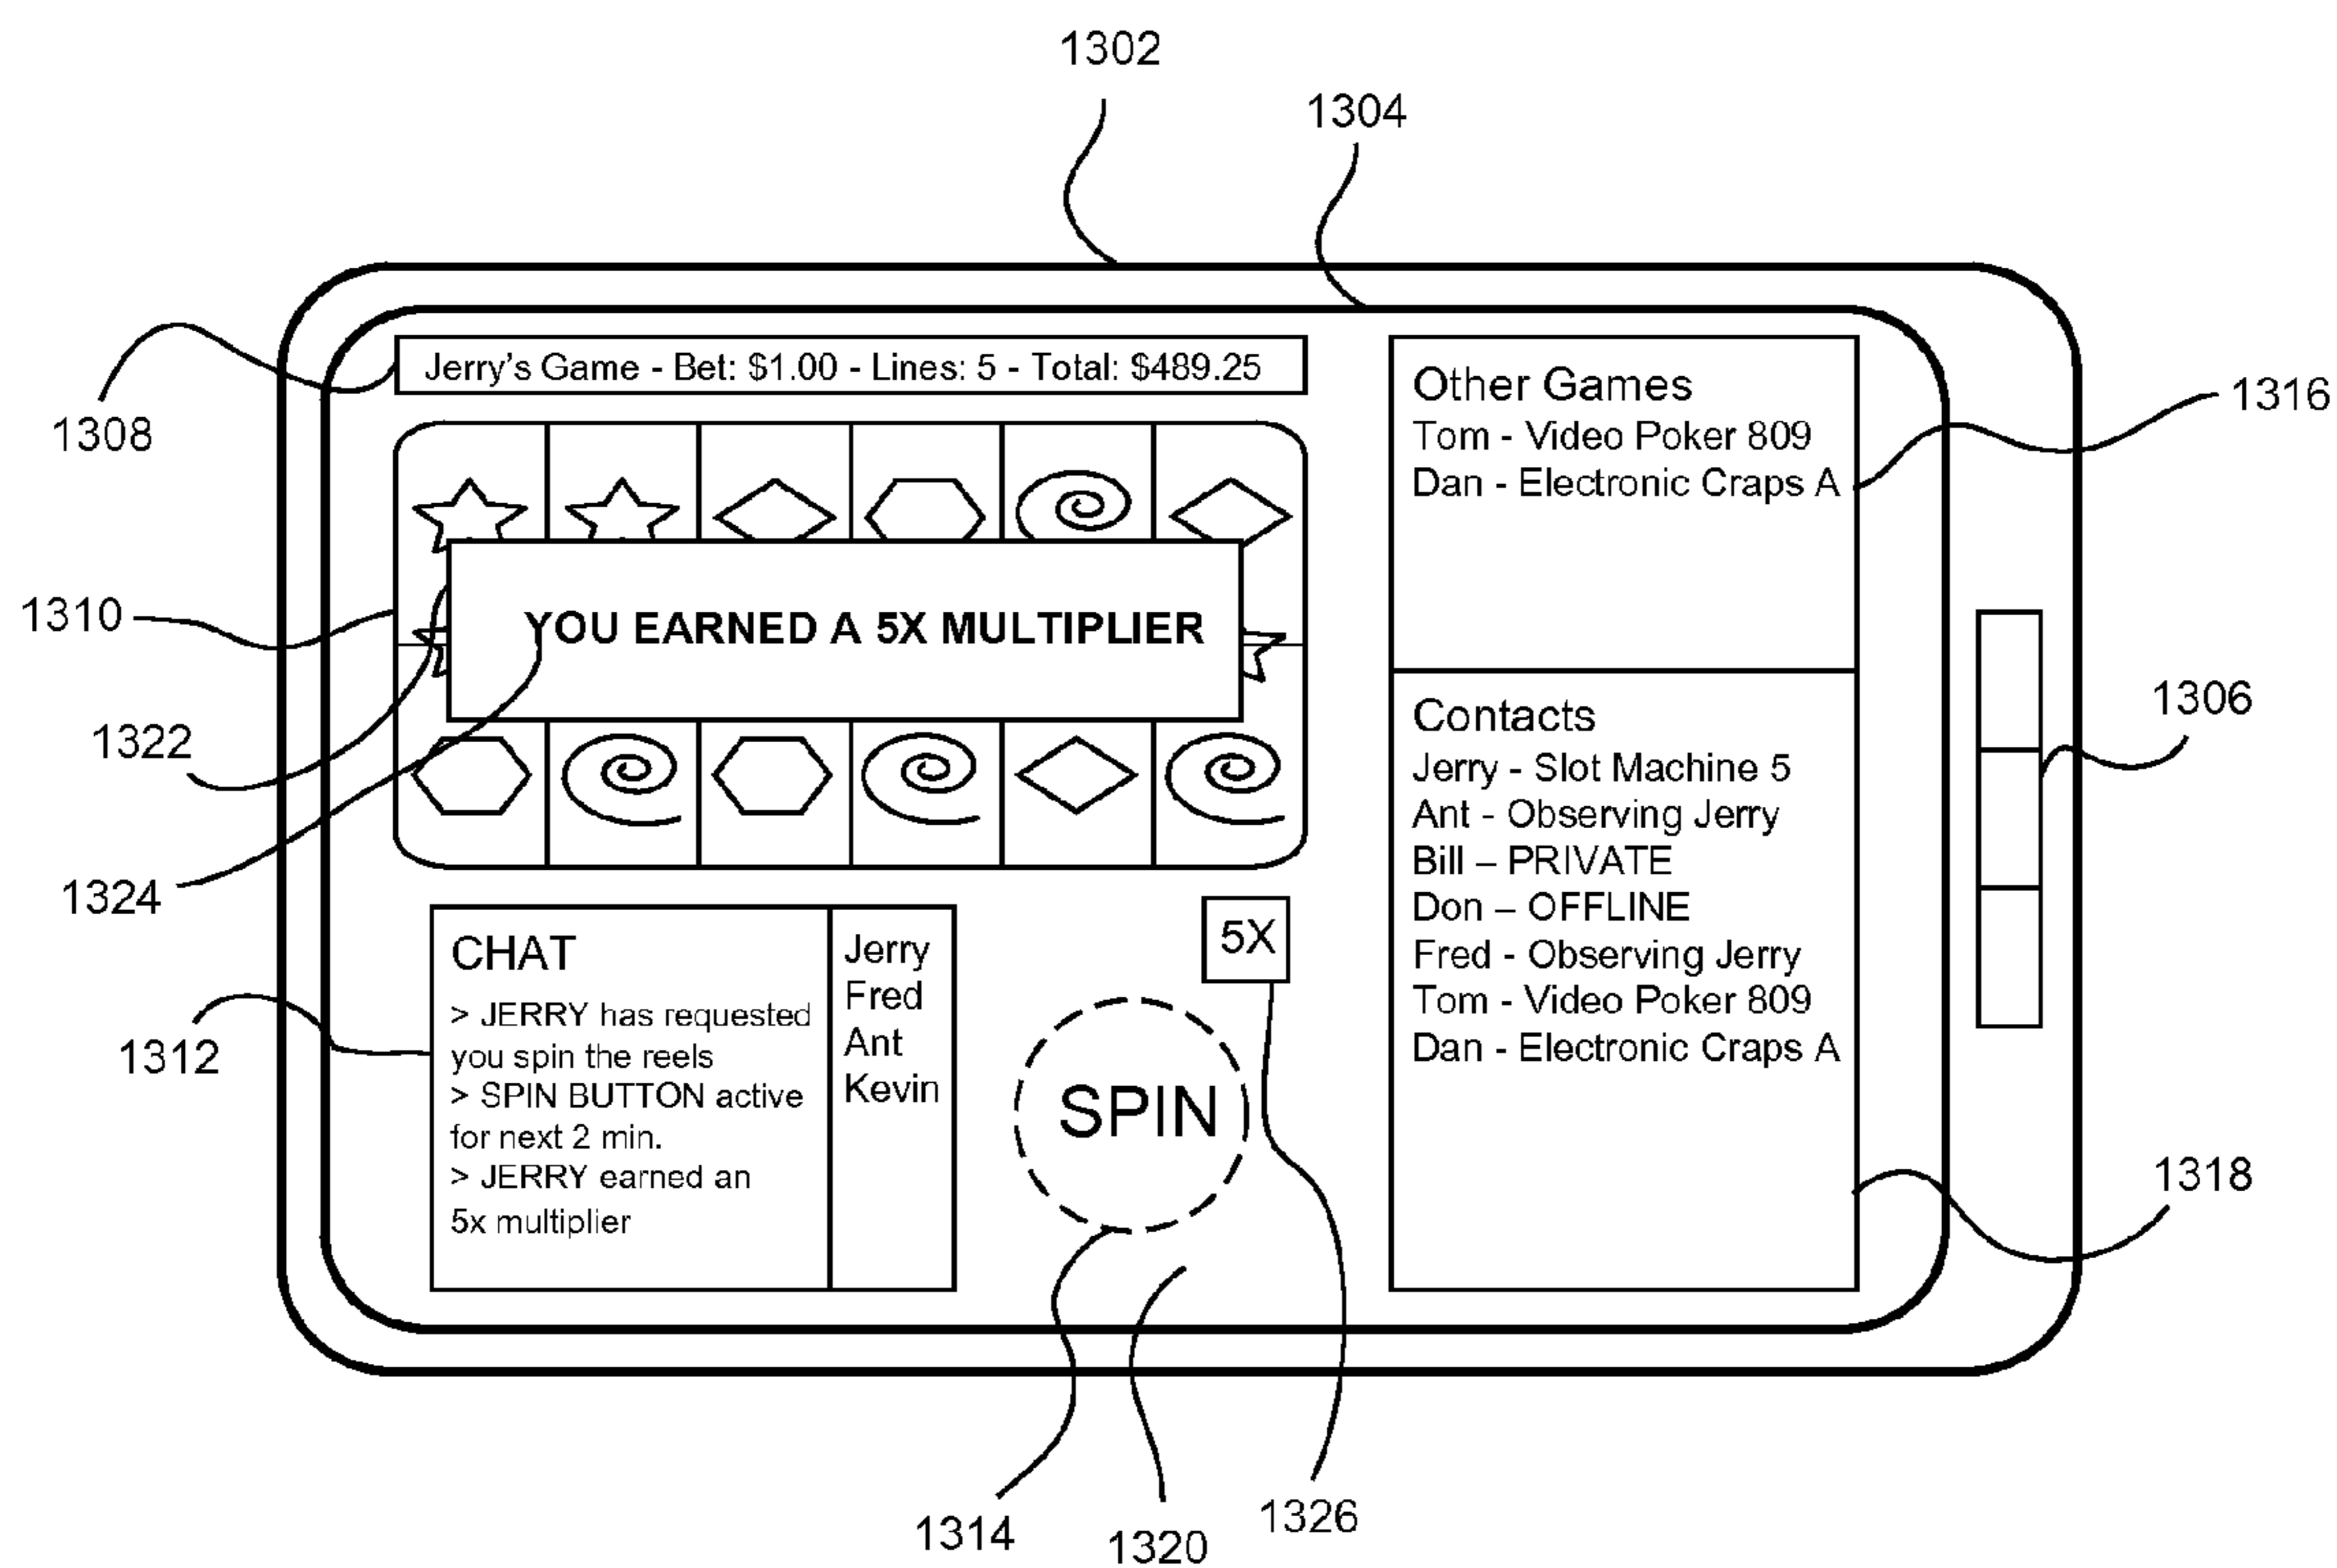 1302
1304
Jerry's Game - Bet: $1.00 - Lines: 5 - Total: $489.25
1308
Other Games
Tom - Video Poker 809
Dan - Electronic Craps A
1316
1310
YOU EARNED A 5X MULTIPLIER
1322
1324
Contacts
Jerry - Slot Machine 5
Ant - Observing Jerry
Bill – PRIVATE
Don – OFFLINE
Fred - Observing Jerry
Tom - Video Poker 809
Dan - Electronic Craps A
1306
CHAT
> JERRY has requested
you spin the reels
> SPIN BUTTON active
for next 2 min.
> JERRY earned an
5x multiplier
Jerry
Fred
Ant
Kevin
1312
5X
SPIN
1318
1314
1320
1326